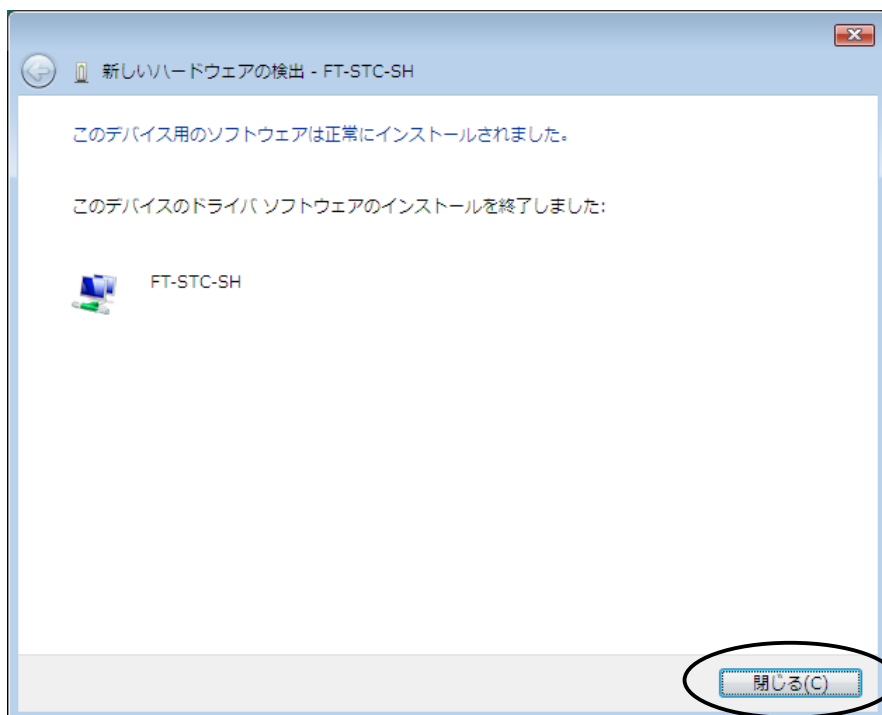 新しいハードウェアの検出 - FT-STC-SH
このデバイス用のソフトウェアは正常にインストールされました。
このデバイスのドライバ ソフトウェアのインストールを終了しました:
FT-STC-SH
閉じる(C)